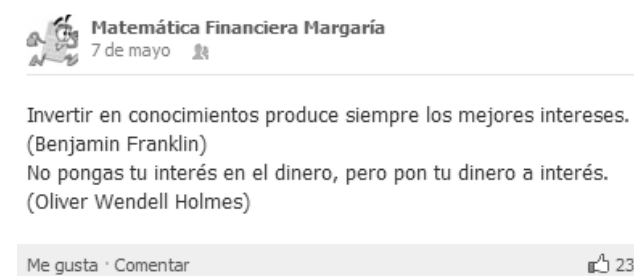 Matemática Financiera Margaría
7 de mayo
Invertir en conocimientos produce siempre los mejores intereses.
(Benjamin Franklin)
No pongas tu interés en el dinero, pero pon tu dinero a interés.
(Oliver Wendell Holmes)
Me gusta · Comentar 23